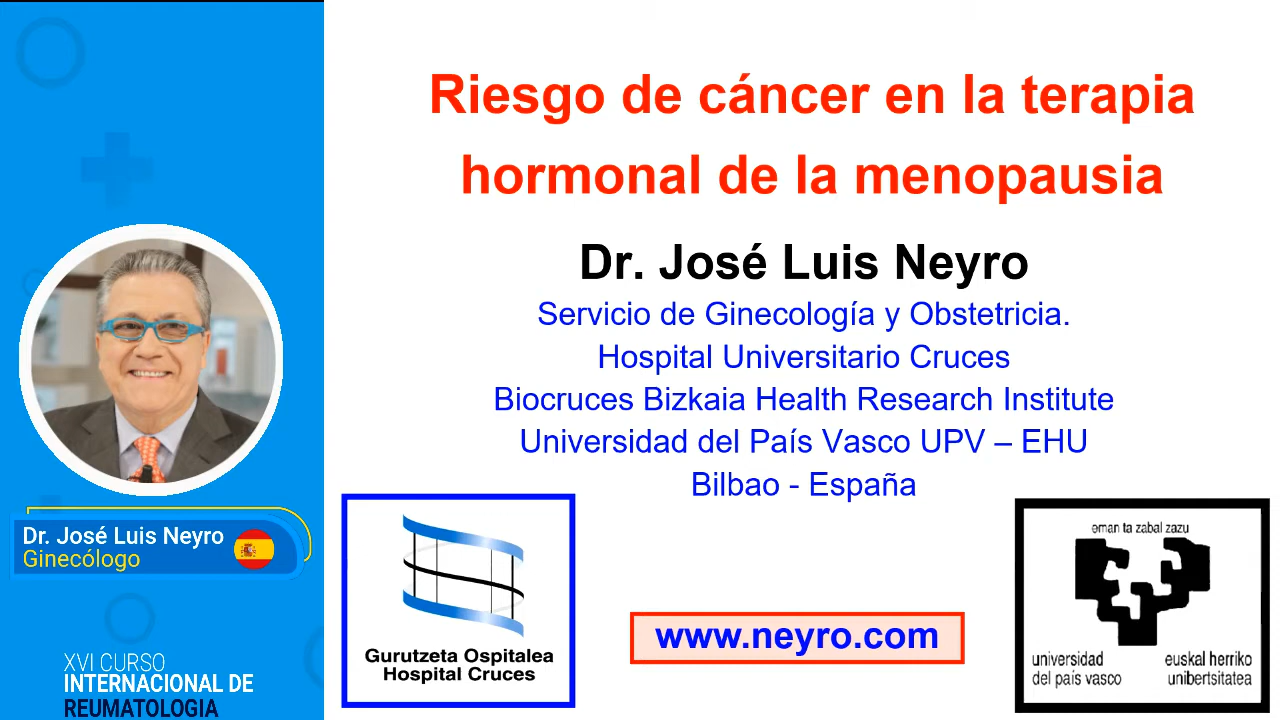 Riesgo de cáncer en la terapia
hormonal de la menopausia
Dr. José Luis Neyro
Servicio de Ginecología y Obstetricia.
Hospital Universitario Cruces
Biocruces Bizkaia Health Research Institute
Universidad del País Vasco UPV – EHU
Bilbao - España
Dr. José Luis Neyro
Ginecólogo
XVI CURSO
INTERNACIONAL DE
REUMATOLOGIA
Gurutzeta Ospitalea
Hospital Cruces
www.neyro.com
eman ta zabal zazu
universidad
del país vasco
euskal herriko
unibertsitatea